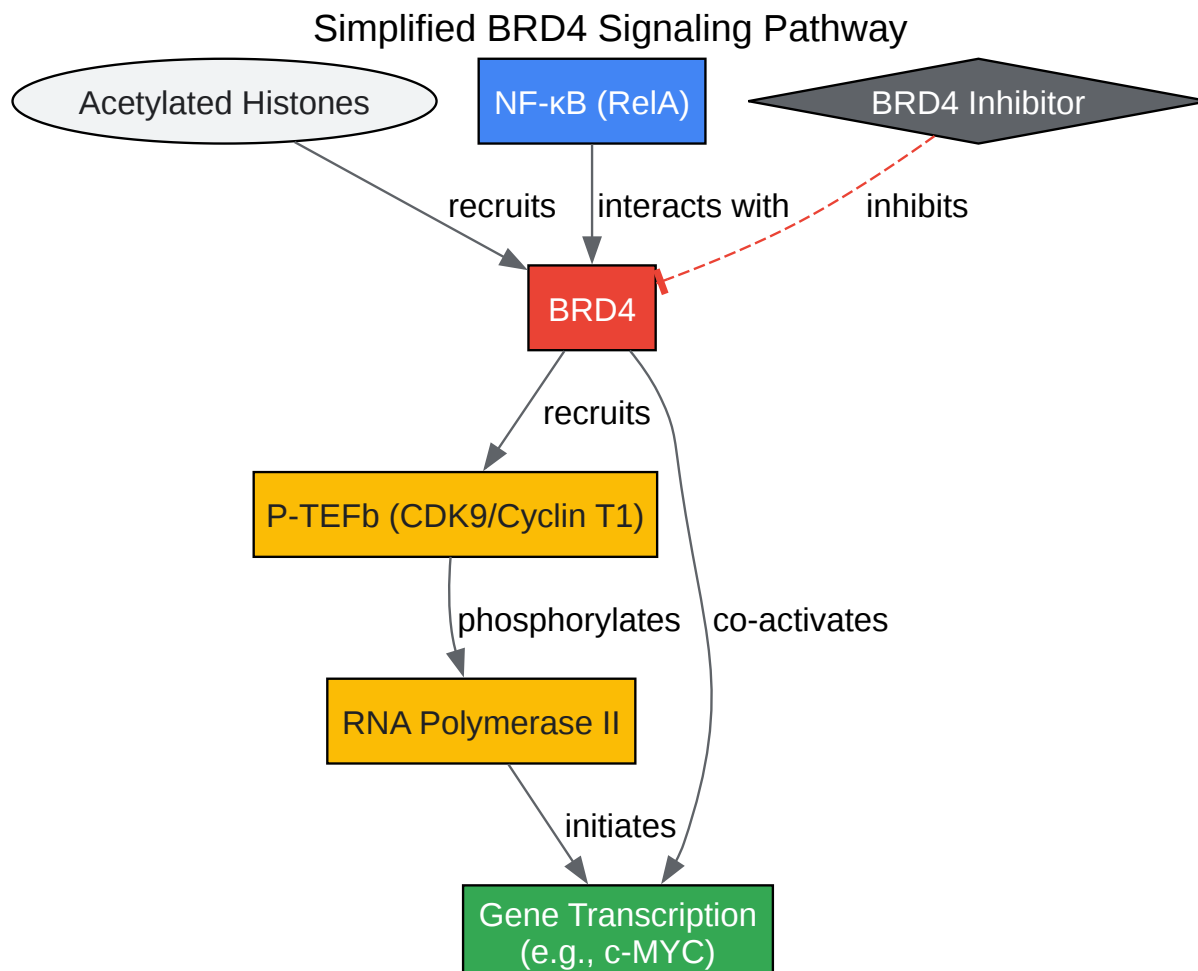 Simplified BRD4 Signaling Pathway
Acetylated Histones
NF-κB (RelA)
BRD4 Inhibitor
recruits
interacts with
inhibits
BRD4
recruits
P-TEFb (CDK9/Cyclin T1)
phosphorylates
co-activates
RNA Polymerase II
initiates
Gene Transcription
(e.g., c-MYC)